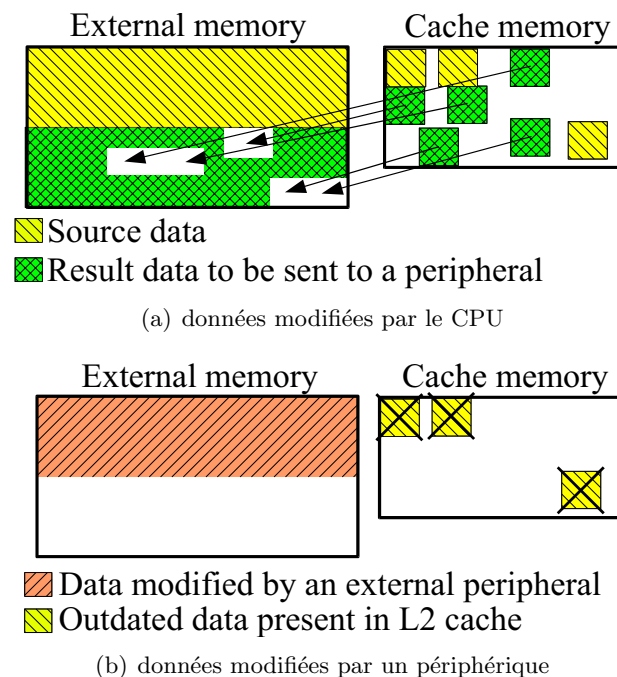 External memory Cache memory
Source data
Result data to be sent to a peripheral
(a) données modifiées par le CPU
External memory Cache memory
Data modified by an external peripheral
Outdated data present in L2 cache
(b) données modifiées par un périphérique